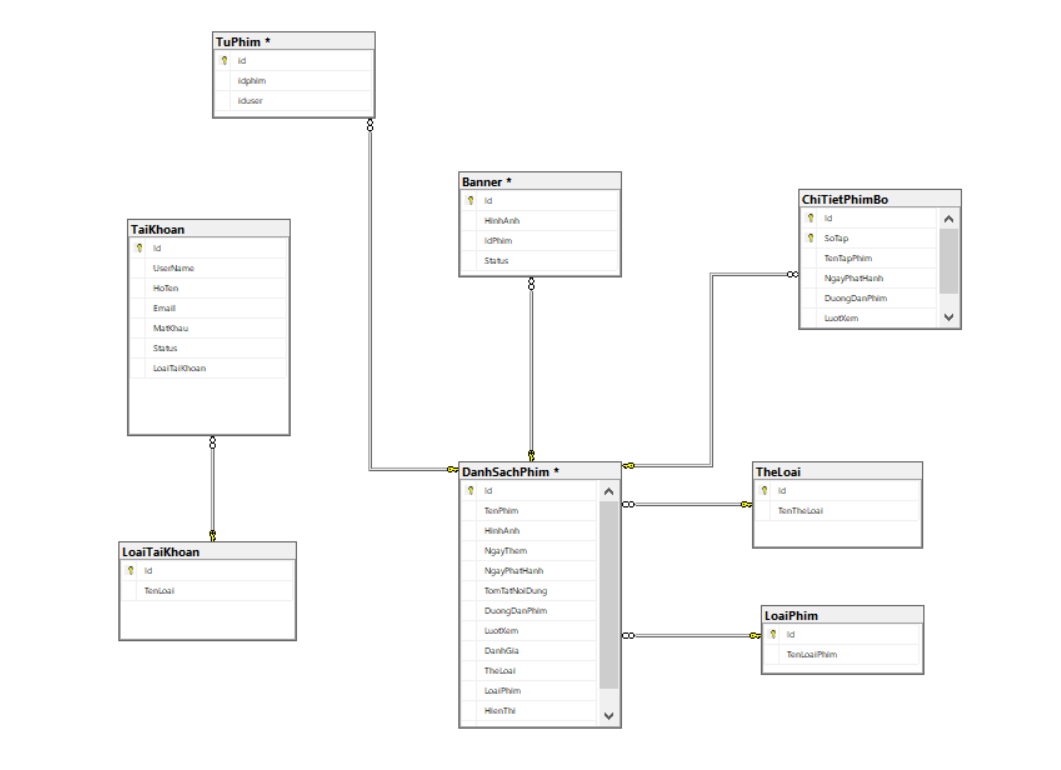 TuPhim *
id
idphim
iduser
Banner *
Id
HinhAnh
IdPhim
Status
ChiTietPhimBo
Id
SoTap
TenTapPhim
NgayPhatHanh
DuongDanPhim
LuotXem
TaiKhoan
Id
UserName
HoTen
Email
MatKhau
Status
LoaiTaiKhoan
DanhSachPhim *
Id
TenPhim
HinhAnh
NgayThem
NgayPhatHanh
TomTatNoiDung
DuongDanPhim
LuotXem
DanhGia
TheLoai
LoaiPhim
HienThi
TheLoai
Id
TenTheLoai
LoaiTaiKhoan
Id
TenLoai
LoaiPhim
Id
TenLoaiPhim